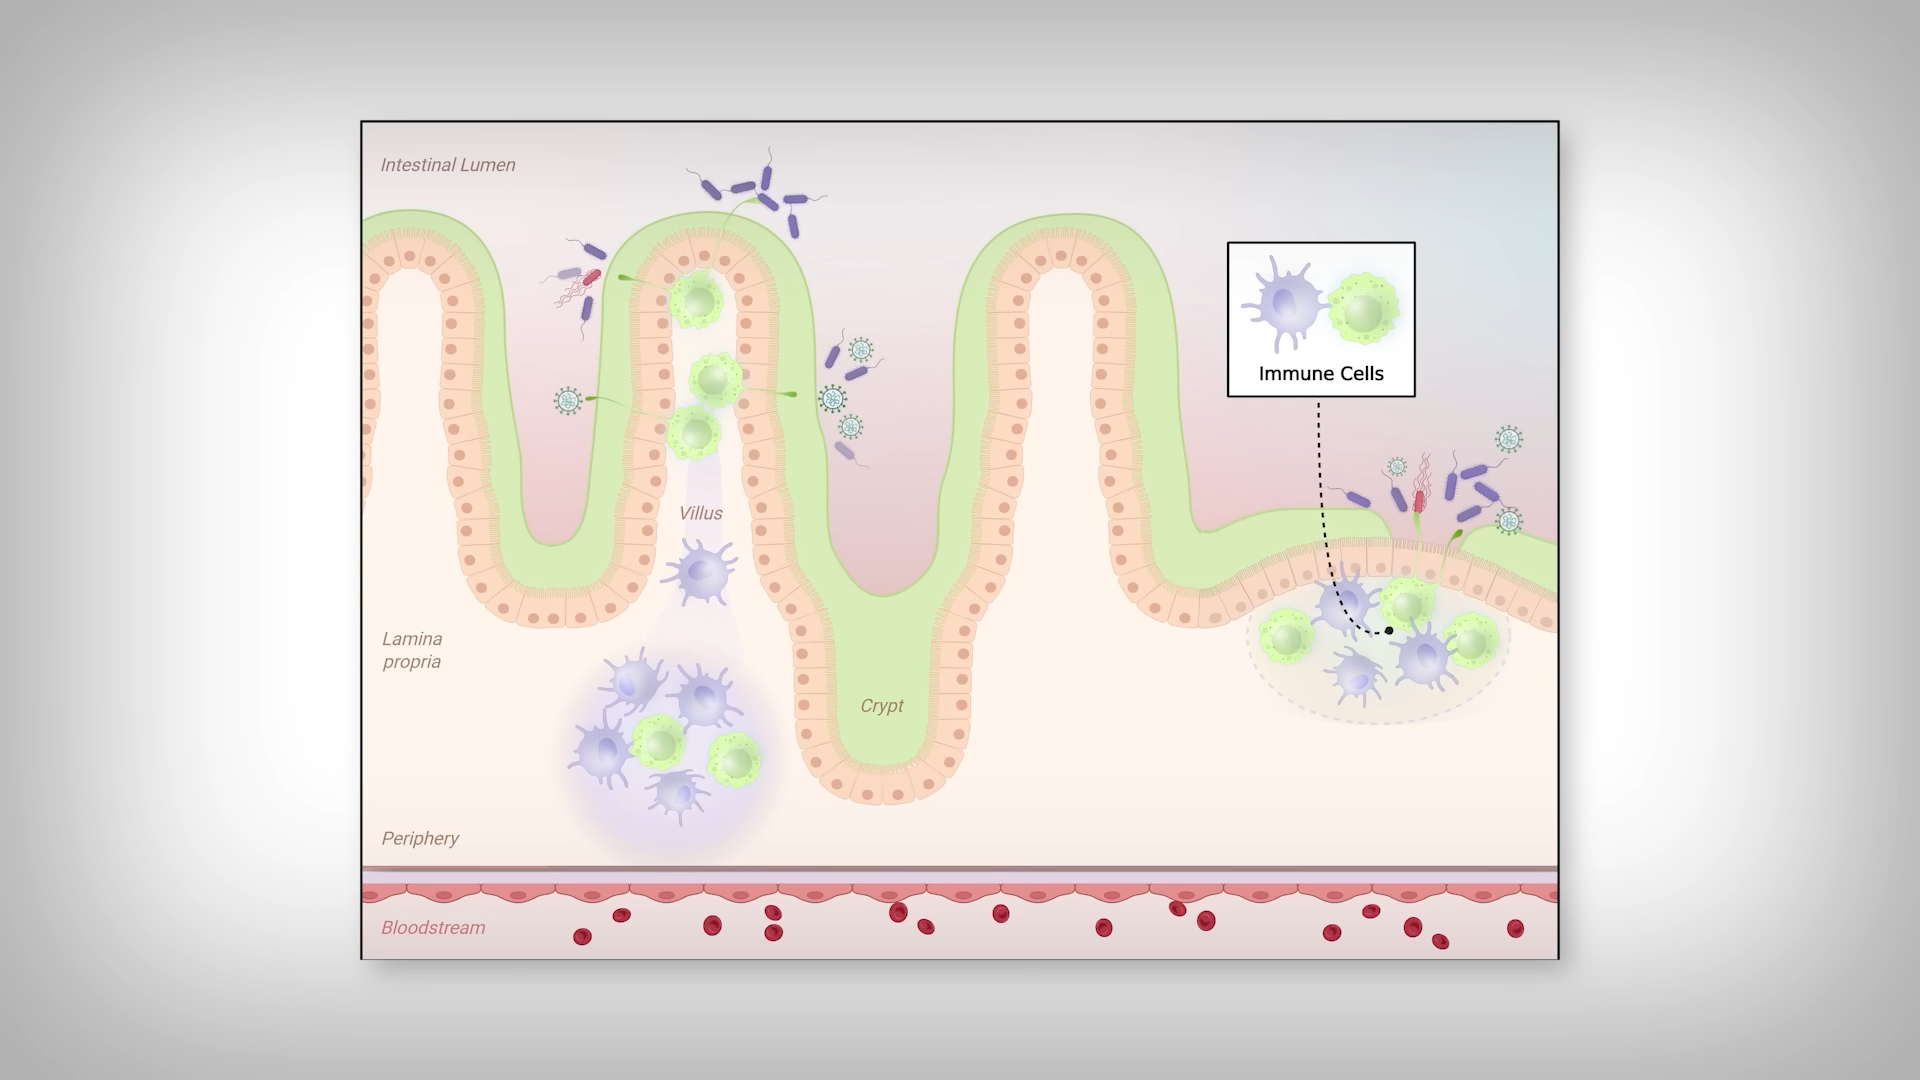 Intestinal Lumen
Immune Cells
Villus
Lamina
propria
Crypt
Periphery
Bloodstream